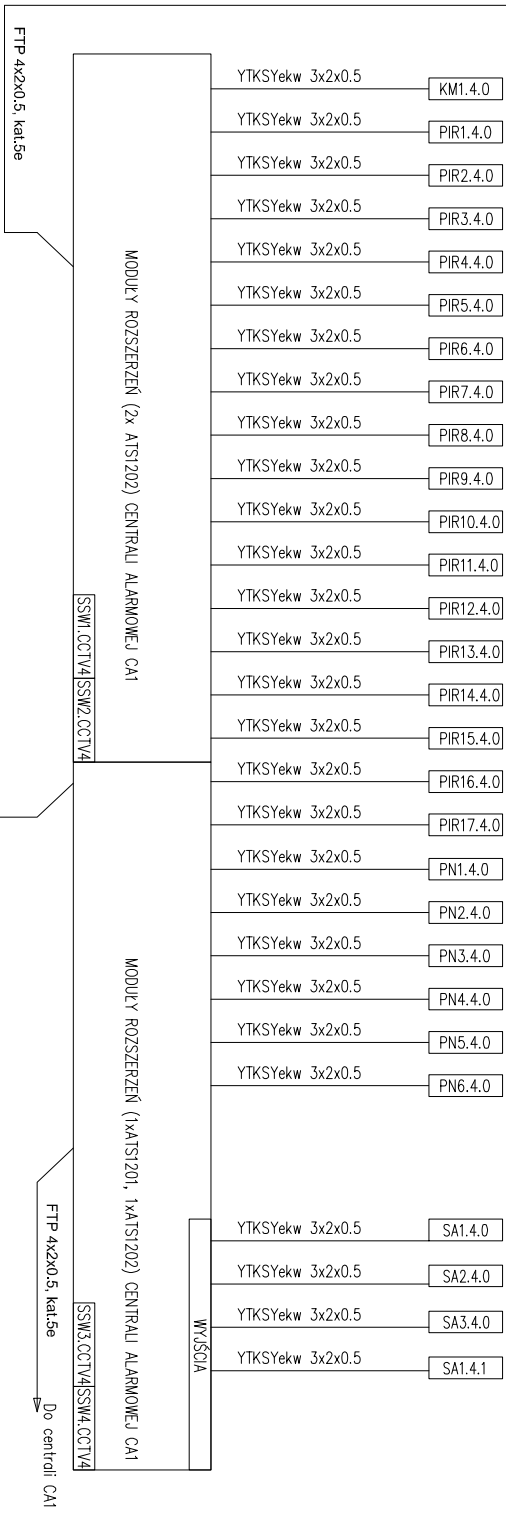 YTKSYekw 3x2x0.5 KM1.4.0
YTKSYekw 3x2x0.5 PIR1.4.0
YTKSYekw 3x2x0.5 PIR2.4.0
YTKSYekw 3x2x0.5 PIR3.4.0
YTKSYekw 3x2x0.5 PIR4.4.0
YTKSYekw 3x2x0.5 PIR5.4.0
YTKSYekw 3x2x0.5 PIR6.4.0
YTKSYekw 3x2x0.5 PIR7.4.0
YTKSYekw 3x2x0.5 PIR8.4.0
YTKSYekw 3x2x0.5 PIR9.4.0
YTKSYekw 3x2x0.5 PIR10.4.0
YTKSYekw 3x2x0.5 PIR11.4.0
YTKSYekw 3x2x0.5 PIR12.4.0
YTKSYekw 3x2x0.5 PIR13.4.0
YTKSYekw 3x2x0.5 PIR14.4.0
YTKSYekw 3x2x0.5 PIR15.4.0
YTKSYekw 3x2x0.5 PIR16.4.0
YTKSYekw 3x2x0.5 PIR17.4.0
YTKSYekw 3x2x0.5 PN1.4.0
YTKSYekw 3x2x0.5 PN2.4.0
YTKSYekw 3x2x0.5 PN3.4.0
YTKSYekw 3x2x0.5 PN4.4.0
YTKSYekw 3x2x0.5 PN5.4.0
YTKSYekw 3x2x0.5 PN6.4.0
YTKSYekw 3x2x0.5 SA1.4.0
YTKSYekw 3x2x0.5 SA2.4.0
YTKSYekw 3x2x0.5 SA3.4.0
YTKSYekw 3x2x0.5 SA1.4.1
WYJŚCIA
MODUŁY ROZSZERZEŃ (2x ATS1202) CENTRALI ALARMOWEJ CA1
MODUŁY ROZSZERZEŃ (1xATS1201, 1xATS1202) CENTRALI ALARMOWEJ CA1
SSW1.CCTV4 SSW2.CCTV4
SSW3.CCTV4 SSW4.CCTV4
FTP 4x2x0.5, kat.5e
FTP 4x2x0.5, kat.5e
Do centrali CA1